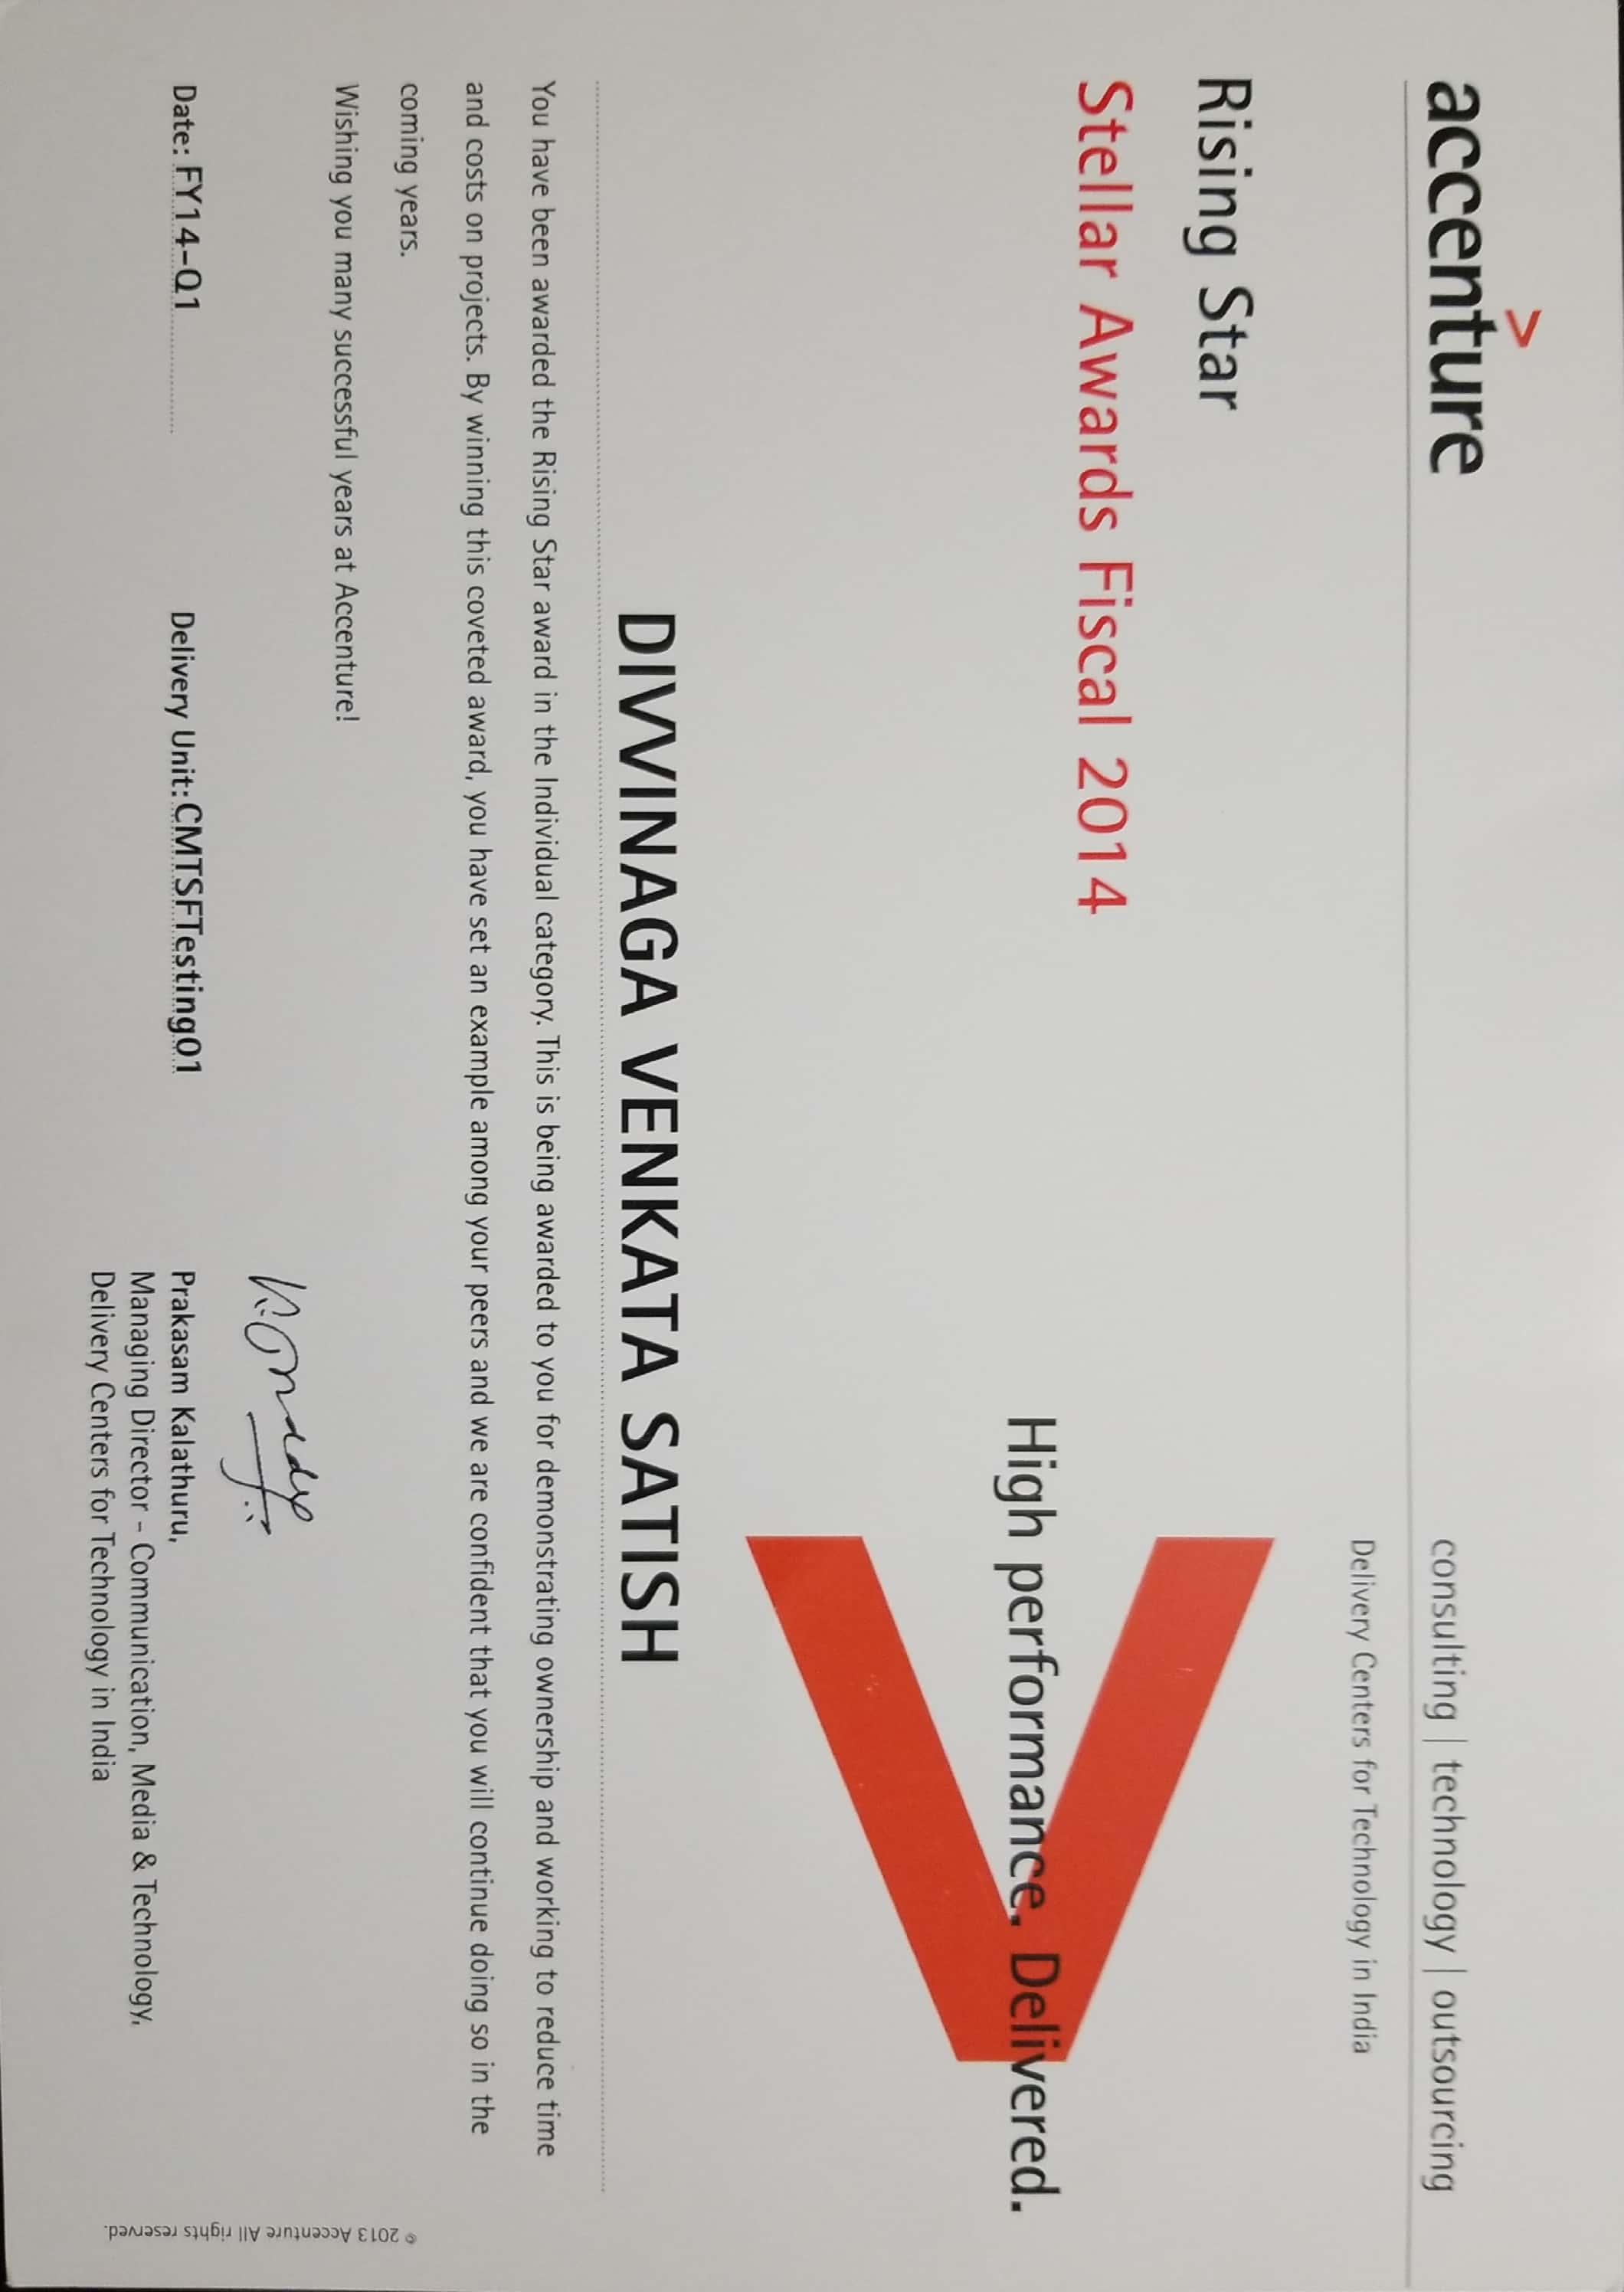 >
accenture
consulting | technology | outsourcing
Delivery Centers for Technology in India
Rising Star
Stellar Awards Fiscal 2014
High performance. Delivered.
DIVVINAGA VENKATA SATISH
You have been awarded the Rising Star award in the Individual category. This is being awarded to you for demonstrating ownership and working to reduce time
and costs on projects. By winning this coveted award, you have set an example among your peers and we are confident that you will continue doing so in the
coming years.
Wishing you many successful years at Accenture!
Date: FY14-Q1
Delivery Unit: CMTSFTesting01
Prakasam Kalathuru,
Managing Director – Communication, Media & Technology,
Delivery Centers for Technology in India
© 2013 Accenture All rights reserved.